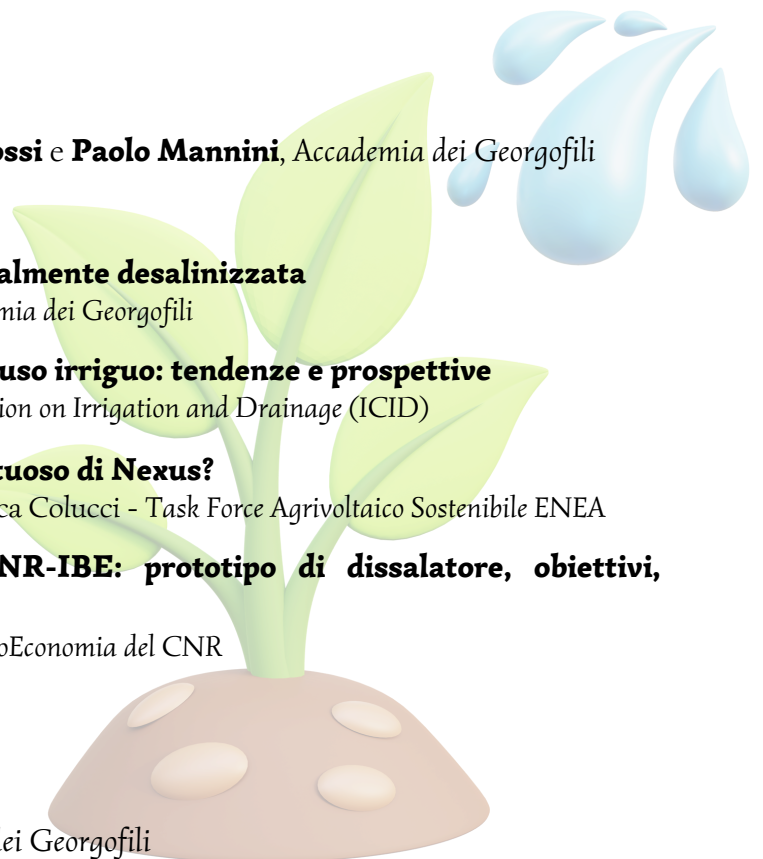 ossi e Paolo Mannini, Accademia dei Georgofili
almente desalinizzata
mia dei Georgofili
uso irriguo: tendenze e prospettive
ion on Irrigation and Drainage (ICID)
tuoso di Nexus?
ca Colucci - Task Force Agrivoltaico Sostenibile ENEA
NR-IBE: prototipo di dissalatore, obiettivi,
oEconomia del CNR
dei Georgofili